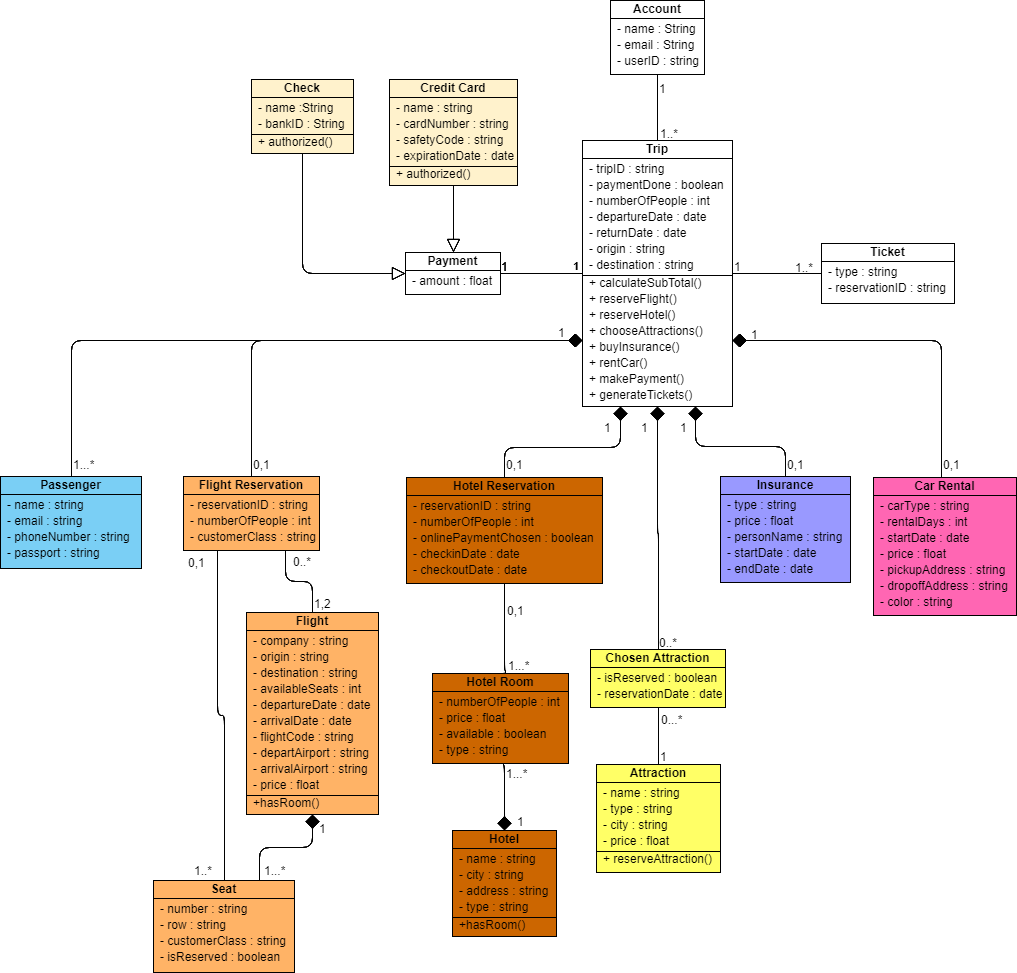 Account
- name : String
- email : String
- userID : string
1
1..*
Check
- name :String
- bankID : String
+ authorized()
Credit Card
- name : string
- cardNumber : string
- safetyCode : string
- expirationDate : date
+ authorized()
Trip
- tripID : string
- paymentDone : boolean
- numberOfPeople : int
- departureDate : date
- returnDate : date
- origin : string
- destination : string
+ calculateSubTotal()
+ reserveFlight()
+ reserveHotel()
+ chooseAttractions()
+ buyInsurance()
+ rentCar()
+ makePayment()
+ generateTickets()
Payment
- amount : float
1
1
1
1..*
Ticket
- type : string
- reservationID : string
1
1
1
1
1
1...*
0,1
0,1
0,1
0,1
Passenger
- name : string
- email : string
- phoneNumber : string
- passport : string
Flight Reservation
- reservationID : string
- numberOfPeople : int
- customerClass : string
Hotel Reservation
- reservationID : string
- numberOfPeople : int
- onlinePaymentChosen : boolean
- checkinDate : date
- checkoutDate : date
Insurance
- type : string
- price : float
- personName : string
- startDate : date
- endDate : date
Car Rental
- carType : string
- rentalDays : int
- startDate : date
- price : float
- pickupAddress : string
- dropoffAddress : string
- color : string
0,1
0..*
1,2
Flight
- company : string
- origin : string
- destination : string
- availableSeats : int
- departureDate : date
- arrivalDate : date
- flightCode : string
- departAirport : string
- arrivalAirport : string
- price : float
+hasRoom()
1
1..*
1...*
Seat
- number : string
- row : string
- customerClass : string
- isReserved : boolean
0,1
1...*
Hotel Room
- numberOfPeople : int
- price : float
- available : boolean
- type : string
1...*
1
Hotel
- name : string
- city : string
- address : string
- type : string
+hasRoom()
0..*
Chosen Attraction
- isReserved : boolean
- reservationDate : date
0...*
1
Attraction
- name : string
- type : string
- city : string
- price : float
+ reserveAttraction()